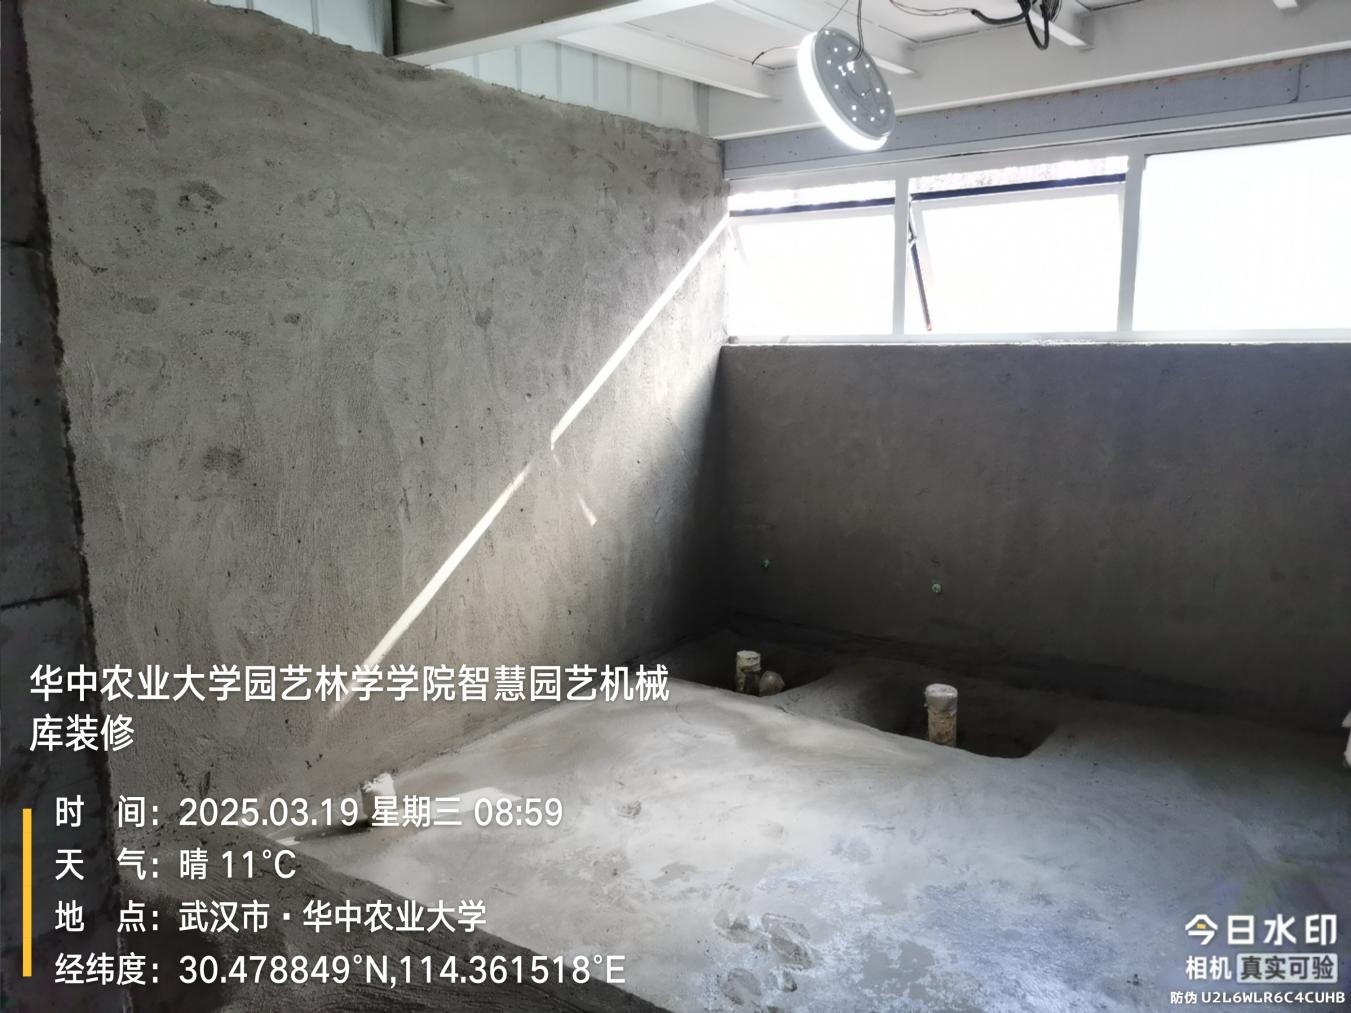 华中农业大学园艺林学学院智慧园艺机械
库装修
时 间：2025.03.19 星期三 08:59
天 气：晴 11°C
地 点：武汉市·华中农业大学
经纬度：30.478849°N,114.361518°E
今日水印
相机 真实可验
防伪 U2L6WLR6C4CUHB